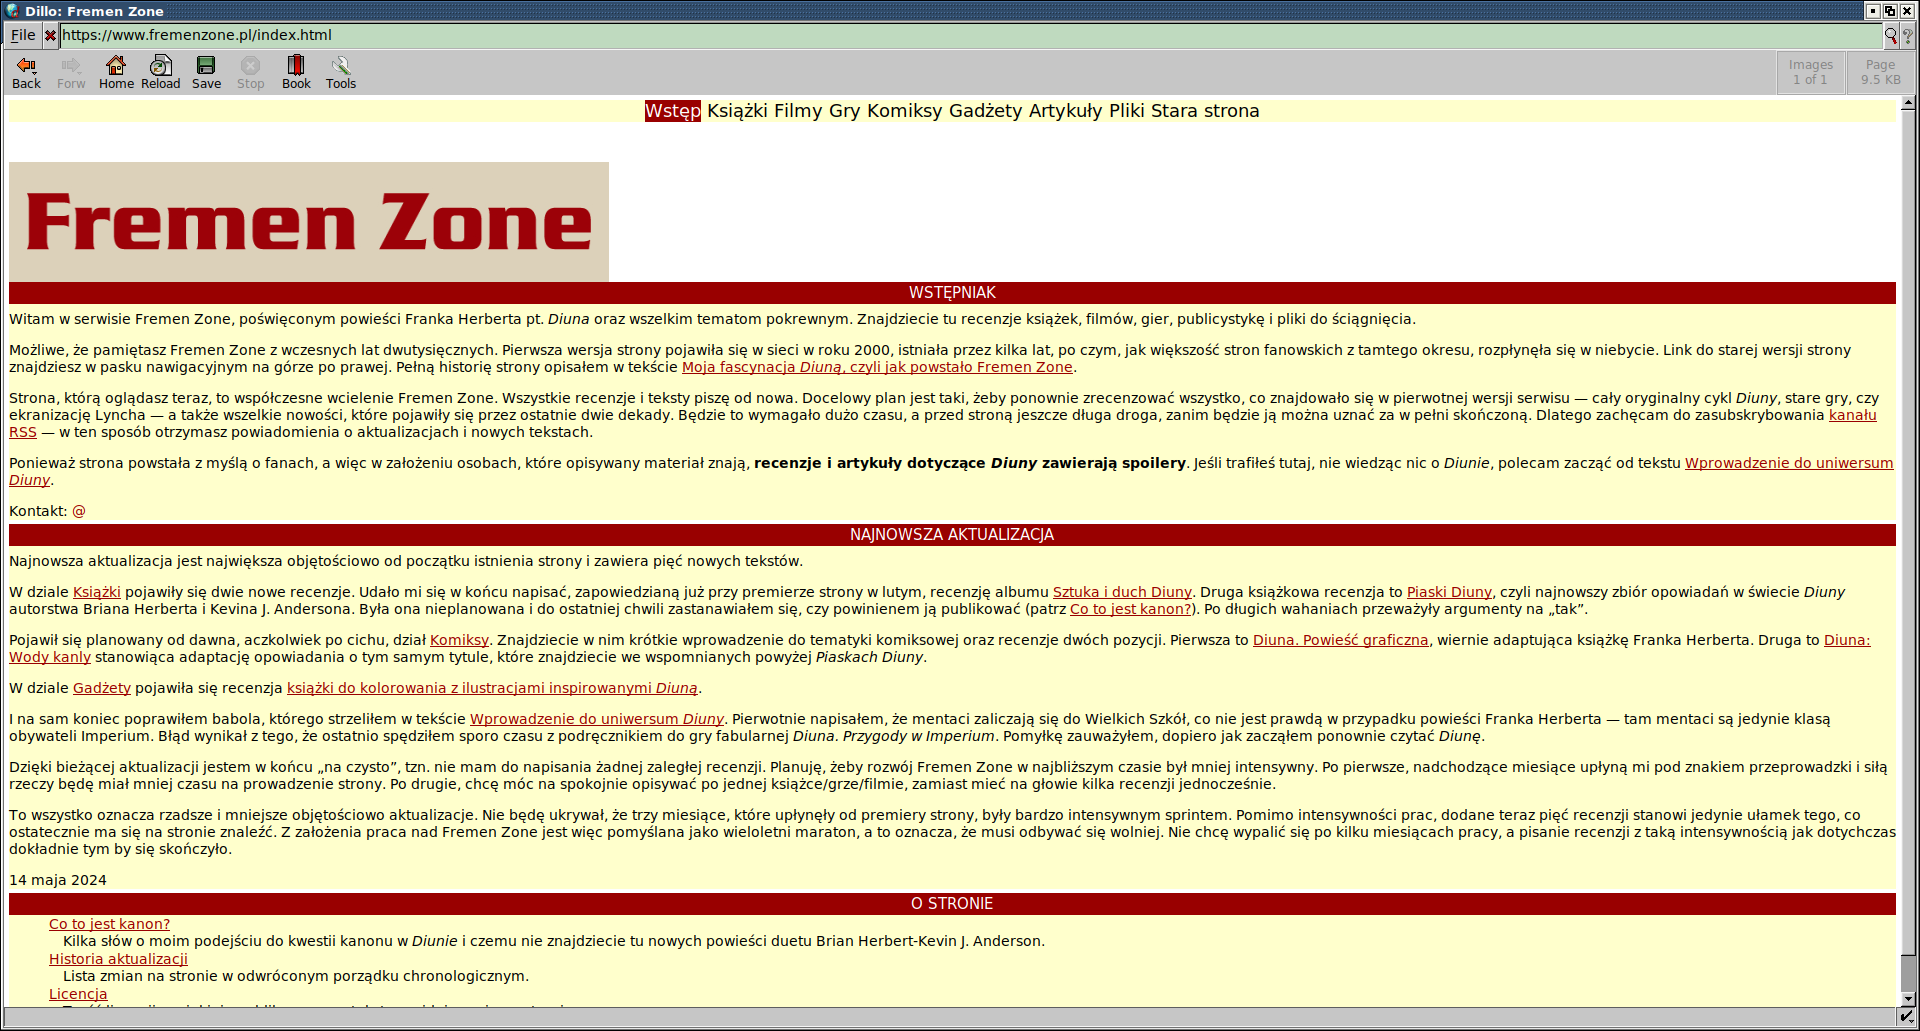 Dillo: Fremen Zone
File https://www.fremenzone.pl/index.html ?
Back Forw Home Reload Save Stop Book Tools
Images 1 of 1
Page 9.5 KB
Wstęp Książki Filmy Gry Komiksy Gadżety Artykuły Pliki Stara strona
Fremen Zone
WSTĘPNIAK
Witam w serwisie Fremen Zone, poświęconym powieści Franka Herberta pt. Diuna oraz wszelkim tematom pokrewnym. Znajdziecie tu recenzje książek, filmów, gier, publicystykę i pliki do ściągnięcia.
Możliwe, że pamiętasz Fremen Zone z wczesnych lat dwutysięcznych. Pierwsza wersja strony pojawiła się w sieci w roku 2000, istniała przez kilka lat, po czym, jak większość stron fanowskich z tamtego okresu, rozpłynęła się w niebycie. Link do starej wersji strony
znajdziesz w pasku nawigacyjnym na górze po prawej. Pełną historię strony opisałem w tekście Moja fascynacja Diuną, czyli jak powstało Fremen Zone.
Strona, którą oglądasz teraz, to współczesne wcielenie Fremen Zone. Wszystkie recenzje i teksty piszę od nowa. Docelowy plan jest taki, żeby ponownie zrecenzować wszystko, co znajdowało się w pierwotnej wersji serwisu — cały oryginalny cykl Diuny, stare gry, czy
ekranizację Lyncha — a także wszelkie nowości, które pojawiły się przez ostatnie dwie dekady. Będzie to wymagało dużo czasu, a przed stroną jeszcze długa droga, zanim będzie ją można uznać za w pełni skończoną. Dlatego zachęcam do zasubskrybowania kanału
RSS — w ten sposób otrzymasz powiadomienia o aktualizacjach i nowych tekstach.
Ponieważ strona powstała z myślą o fanach, a więc w założeniu osobach, które opisywany materiał znają, recenzje i artykuły dotyczące Diuny zawierają spoilery. Jeśli trafiłeś tutaj, nie wiedząc nic o Diunie, polecam zacząć od tekstu Wprowadzenie do uniwersum
Diuny.
Kontakt: @
NAJNOWSZA AKTUALIZACJA
Najnowsza aktualizacja jest największa objętościowo od początku istnienia strony i zawiera pięć nowych tekstów.
W dziale Książki pojawiły się dwie nowe recenzje. Udało mi się w końcu napisać, zapowiedzianą już przy premierze strony w lutym, recenzję albumu Sztuka i duch Diuny. Druga książkowa recenzja to Piaski Diuny, czyli najnowszy zbiór opowiadań w świecie Diuny
autorstwa Briana Herberta i Kevina J. Andersona. Była ona nieplanowana i do ostatniej chwili zastanawiałem się, czy powinienem ją publikować (patrz Co to jest kanon?). Po długich wahaniach przeważyły argumenty na „tak”.
Pojawił się planowany od dawna, aczkolwiek po cichu, dział Komiksy. Znajdziecie w nim krótkie wprowadzenie do tematyki komiksowej oraz recenzje dwóch pozycji. Pierwsza to Diuna. Powieść graficzna, wiernie adaptująca książkę Franka Herberta. Druga to Diuna:
Wody kanly stanowiąca adaptację opowiadania o tym samym tytule, które znajdziecie we wspomnianych powyżej Piaskach Diuny.
W dziale Gadżety pojawiła się recenzja książki do kolorowania z ilustracjami inspirowanymi Diuną.
I na sam koniec poprawiłem babola, którego strzeliłem w tekście Wprowadzenie do uniwersum Diuny. Pierwotnie napisałem, że mentaci zaliczają się do Wielkich Szkół, co nie jest prawdą w przypadku powieści Franka Herberta — tam mentaci są jedynie klasą
obywateli Imperium. Błąd wynikał z tego, że ostatnio spędziłem sporo czasu z podręcznikiem do gry fabularnej Diuna. Przygody w Imperium. Pomyłkę zauważyłem, dopiero jak zacząłem ponownie czytać Diunę.
Dzięki bieżącej aktualizacji jestem w końcu „na czysto”, tzn. nie mam do napisania żadnej zaległej recenzji. Planuję, żeby rozwój Fremen Zone w najbliższym czasie był mniej intensywny. Po pierwsze, nadchodzące miesiące upłyną mi pod znakiem przeprowadzki i siłą
rzeczy będę miał mniej czasu na prowadzenie strony. Po drugie, chcę móc na spokojnie opisywać po jednej książce/grze/filmie, zamiast mieć na głowie kilka recenzji jednocześnie.
To wszystko oznacza rzadsze i mniejsze objętościowo aktualizacje. Nie będę ukrywał, że trzy miesiące, które upłynęły od premiery strony, były bardzo intensywnym sprintem. Pomimo intensywności prac, dodane teraz pięć recenzji stanowi jedynie ułamek tego, co
ostatecznie ma się na stronie znaleźć. Z założenia praca nad Fremen Zone jest więc pomyślana jako wieloletni maraton, a to oznacza, że musi odbywać się wolniej. Nie chcę wypalić się po kilku miesiącach pracy, a pisanie recenzji z taką intensywnością jak dotychczas
dokładnie tym by się skończyło.
14 maja 2024
O STRONIE
Co to jest kanon?
Kilka słów o moim podejściu do kwestii kanonu w Diunie i czemu nie znajdziecie tu nowych powieści duetu Brian Herbert-Kevin J. Anderson.
Historia aktualizacji
Lista zmian na stronie w odwróconym porządku chronologicznym.
Licencja